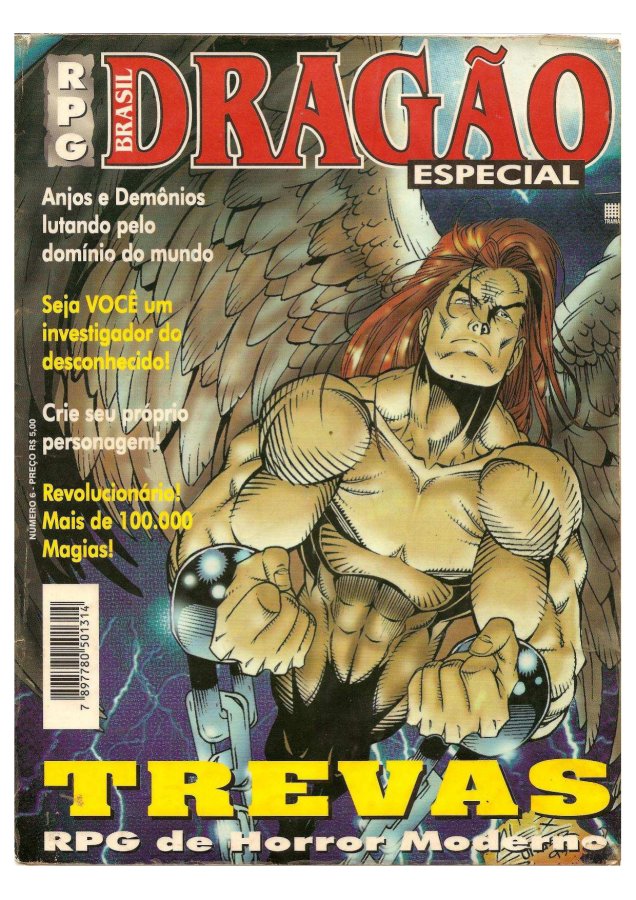 RPG
BRASIL
DRAGÃO
ESPECIAL
TRAMA
Anjos e Demônios
lutando pelo
domínio do mundo
Seja VOCÊ um
investigador do
desconhecido!
Crie seu próprio
personagem!
Revolucionário!
Mais de 100.000
Magias!
NÚMERO 6 - PREÇO R$ 5,00
7 897780 501314
TREVAS
RPG de Horror Moderno